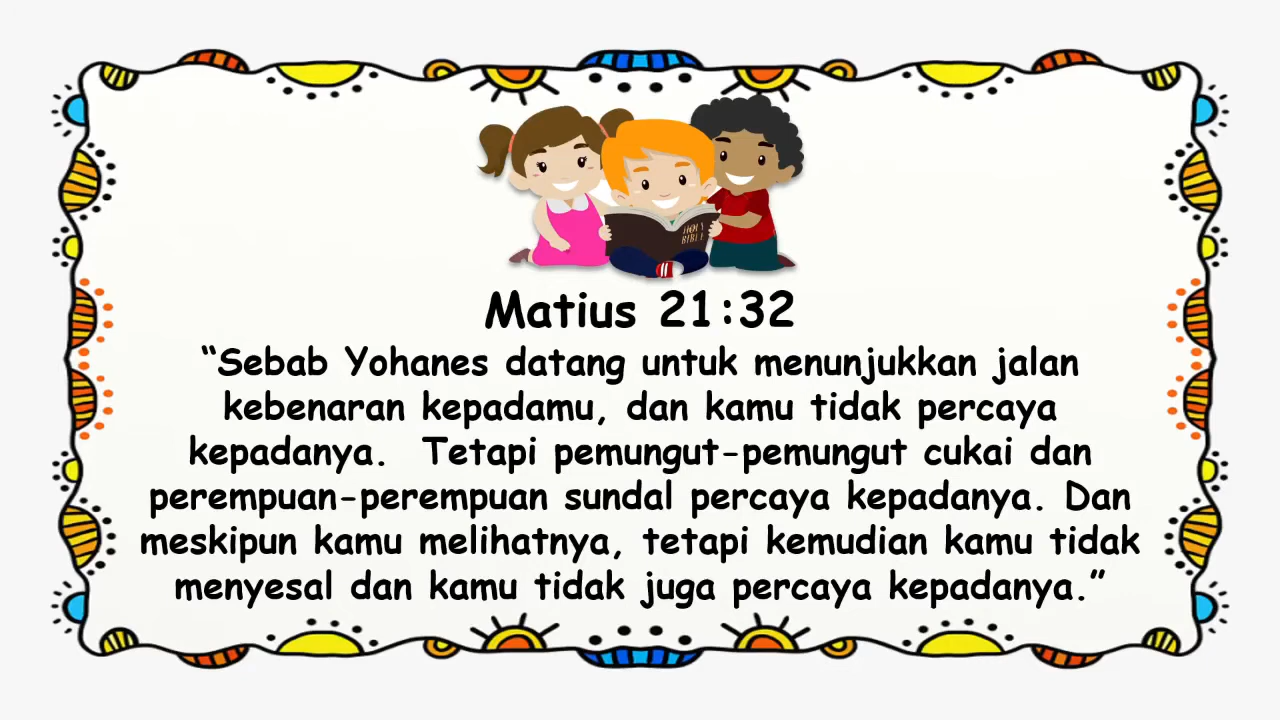 HOLY
BIBLE
Matius 21:32
“Sebab Yohanes datang untuk menunjukkan jalan
kebenaran kepadamu, dan kamu tidak percaya
kepadanya.  Tetapi pemungut-pemungut cukai dan
perempuan-perempuan sundal percaya kepadanya. Dan
meskipun kamu melihatnya, tetapi kemudian kamu tidak
menyesal dan kamu tidak juga percaya kepadanya.”